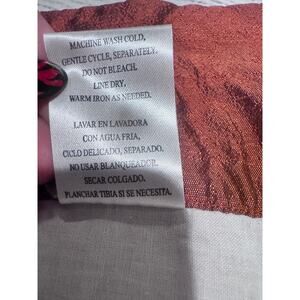 MACHINE WASH COLD,
GENTLE CYCLE, SEPARATELY.
DO NOT BLEACH.
LINE DRY.
WARM IRON AS NEEDED.
LAVAR EN LAVADORA
CON AGUA FRIA,
CICLO DELICADO, SEPARADO.
NO USAR BLANQUEADOR.
SECAR COLGADO.
PLANCHAR TIBIA SI SE NECESITA.